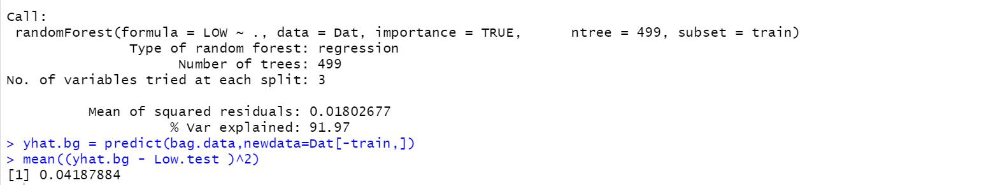 Call:
 randomForest(formula = LOW ~ ., data = Dat, importance = TRUE,      ntree = 499, subset = train)
               Type of random forest: regression
                     Number of trees: 499
No. of variables tried at each split: 3

          Mean of squared residuals: 0.01802677
                    % Var explained: 91.97
> yhat.bg = predict(bag.data,newdata=Dat[-train,])
> mean((yhat.bg - Low.test )^2)
[1] 0.04187884